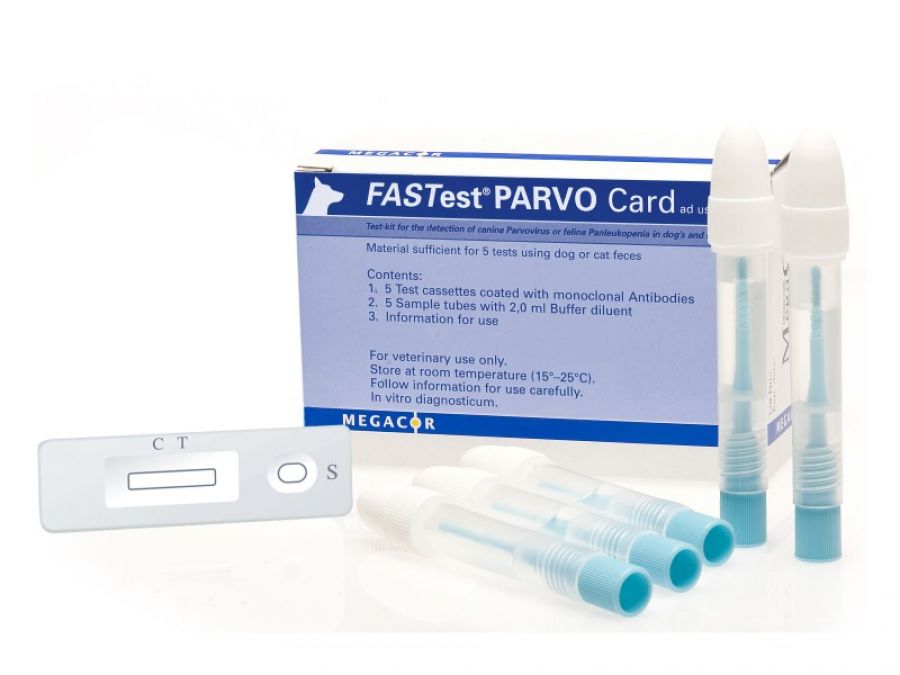 MEGACOR
FASTest® PARVO Card ad us
Test-kit for the detection of canine Parvovirus or feline Panleukopenia in dog's and
Material sufficient for 5 tests using dog or cat feces
Contents:
1. 5 Test cassettes coated with monoclonal Antibodies
2. 5 Sample tubes with 2,0 ml Buffer diluent
3. Information for use
For veterinary use only.
Store at room temperature (15°–25°C).
Follow information for use carefully.
In vitro diagnosticum.
MEGACOR
C T
S